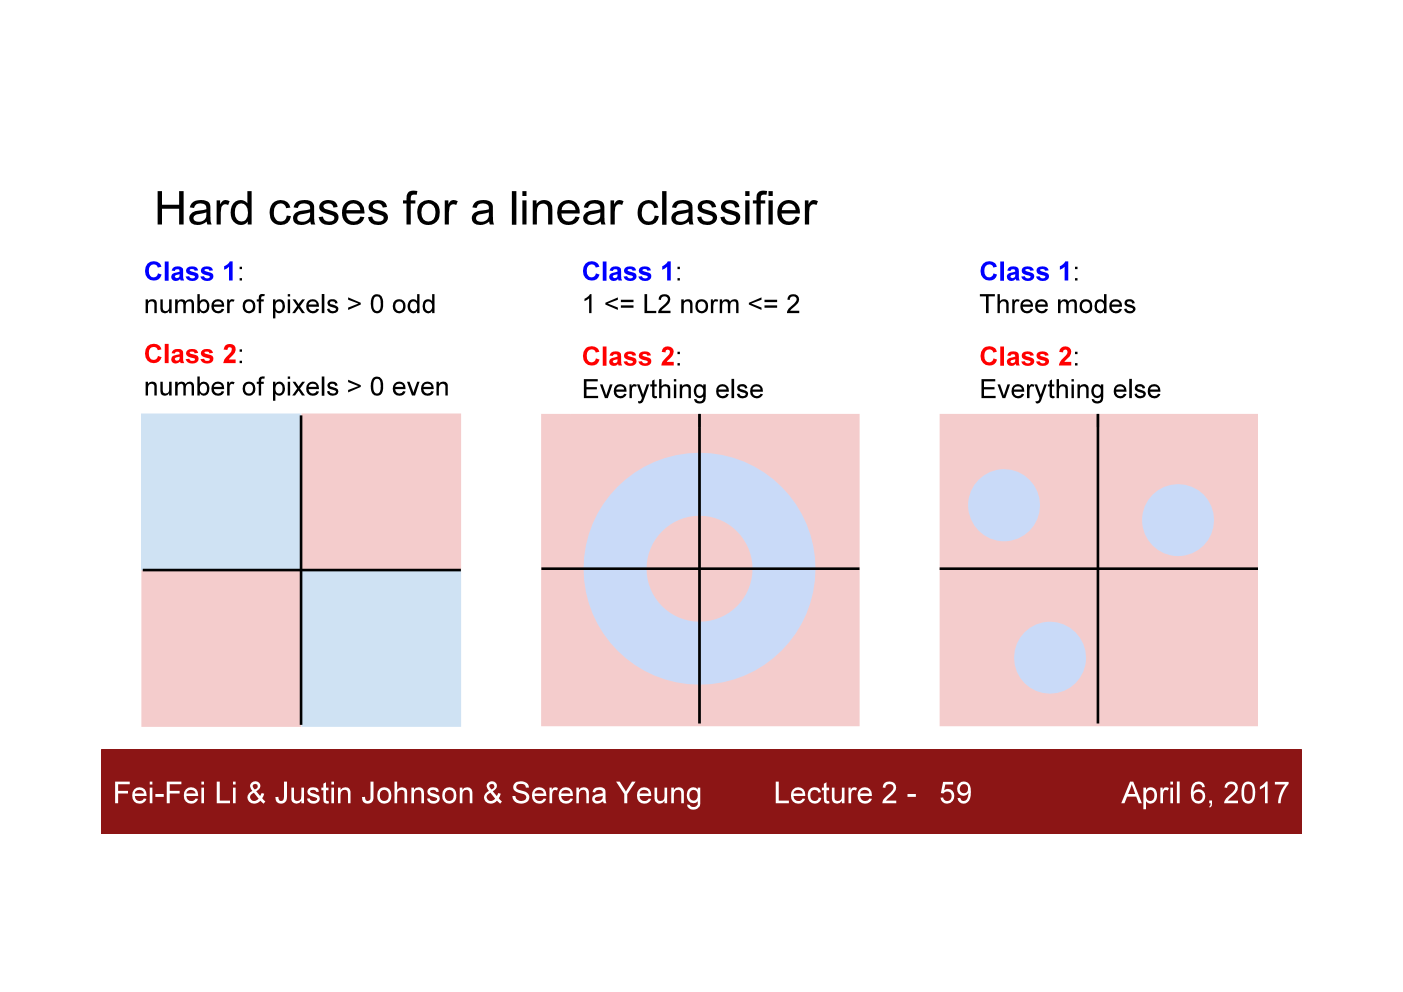 Hard cases for a linear classifier
Class 1:
number of pixels > 0 odd
Class 2:
number of pixels > 0 even
Class 1:
1 <= L2 norm <= 2
Class 2:
Everything else
Class 1:
Three modes
Class 2:
Everything else
Fei-Fei Li & Justin Johnson & Serena Yeung Lecture 2 - 59 April 6, 2017